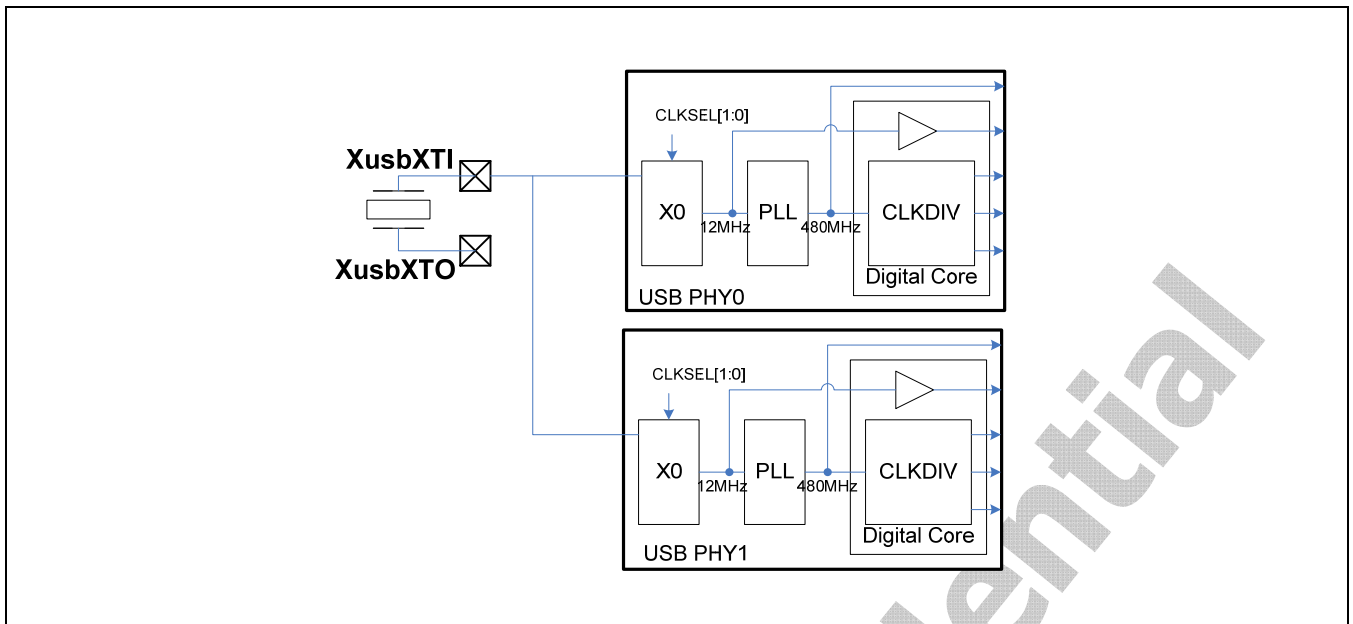 XusbXTI
XusbXTO
CLKSEL[1:0]
X0
12MHz
PLL
480MHz
CLKDIV
Digital Core
USB PHY0
CLKSEL[1:0]
X0
12MHz
PLL
480MHz
CLKDIV
Digital Core
USB PHY1
ential